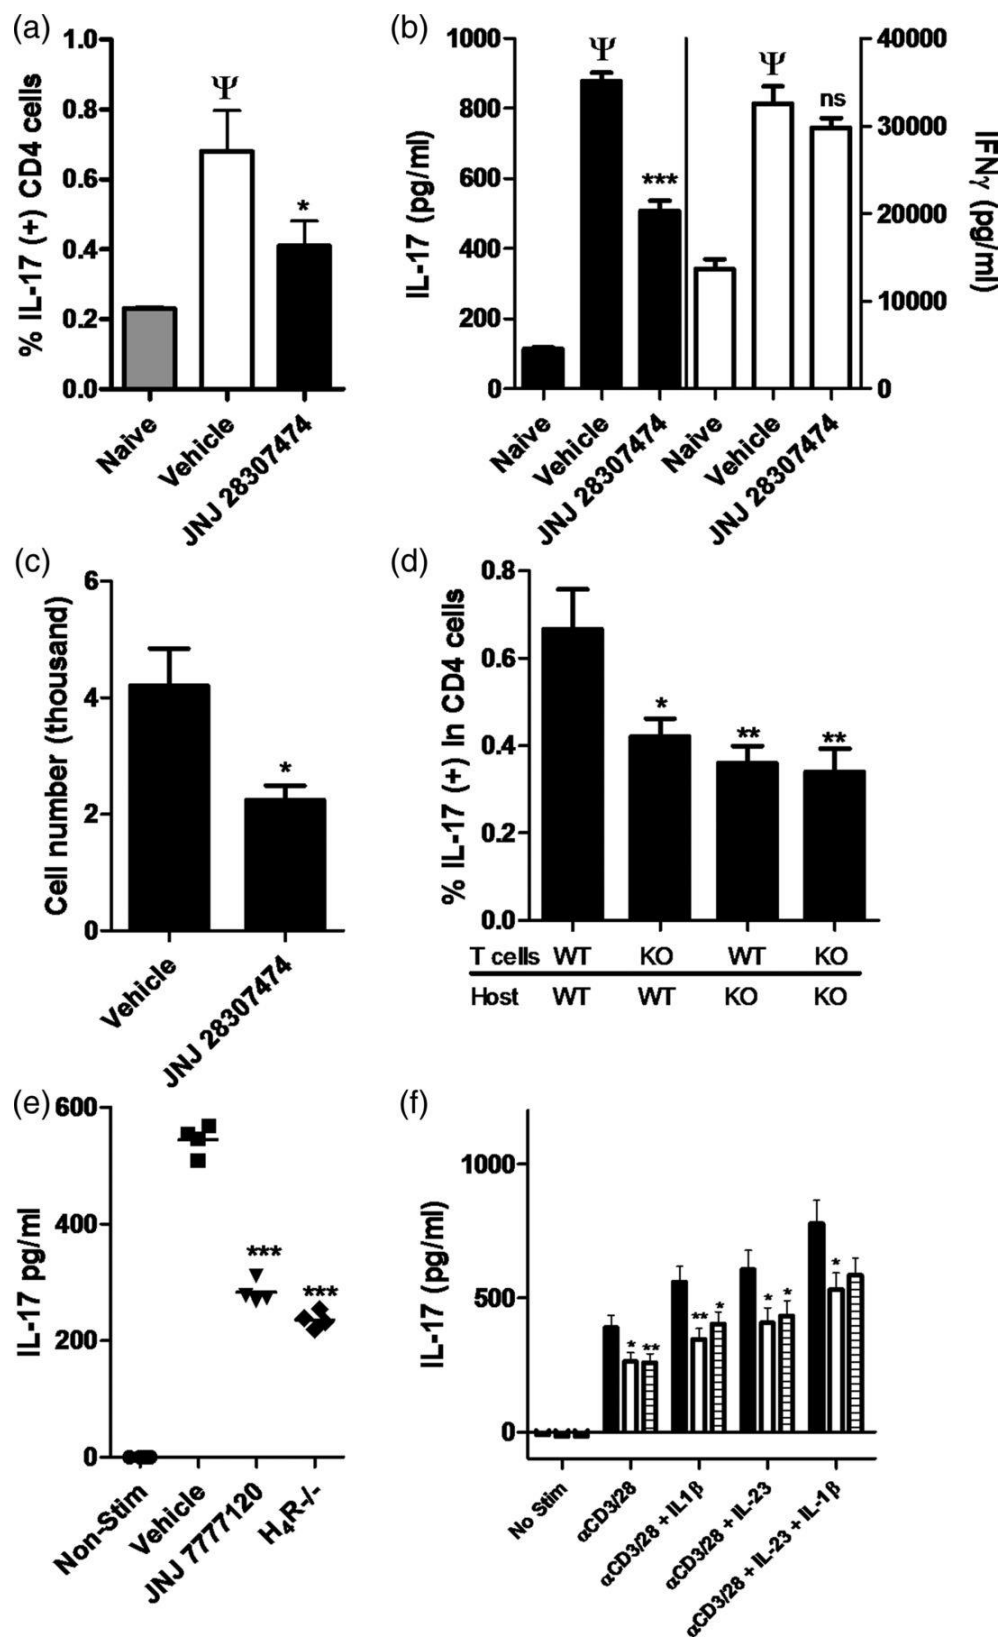 (a)
% IL-17 (+) CD4 cells
1.0
0.8
0.6
0.4
0.2
0.0
Ψ
*
Naive
Vehicle
JNJ 28307474
(b)
IL-17 (pg/ml)
1000
800
600
400
200
0
Ψ
***
Ψ
ns
40000
30000
20000
10000
0
IFNγ (pg/ml)
Naive
Vehicle
JNJ 28307474
Naive
Vehicle
JNJ 28307474
(c)
Cell number (thousand)
6
4
2
0
*
Vehicle
JNJ 28307474
(d)
% IL-17 (+) In CD4 cells
0.8
0.6
0.4
0.2
0.0
*
**
**
T cells WT KO WT KO
Host WT WT KO KO
(e)
IL-17 pg/ml
600
400
200
0
***
***
Non-Stim
Vehicle
JNJ 7777120
H₄R-/-
(f)
IL-17 (pg/ml)
1000
500
0
* **
** *
* *
*
No Stim
αCD3/28
αCD3/28 + IL1β
αCD3/28 + IL-23
αCD3/28 + IL-23 + IL-1β